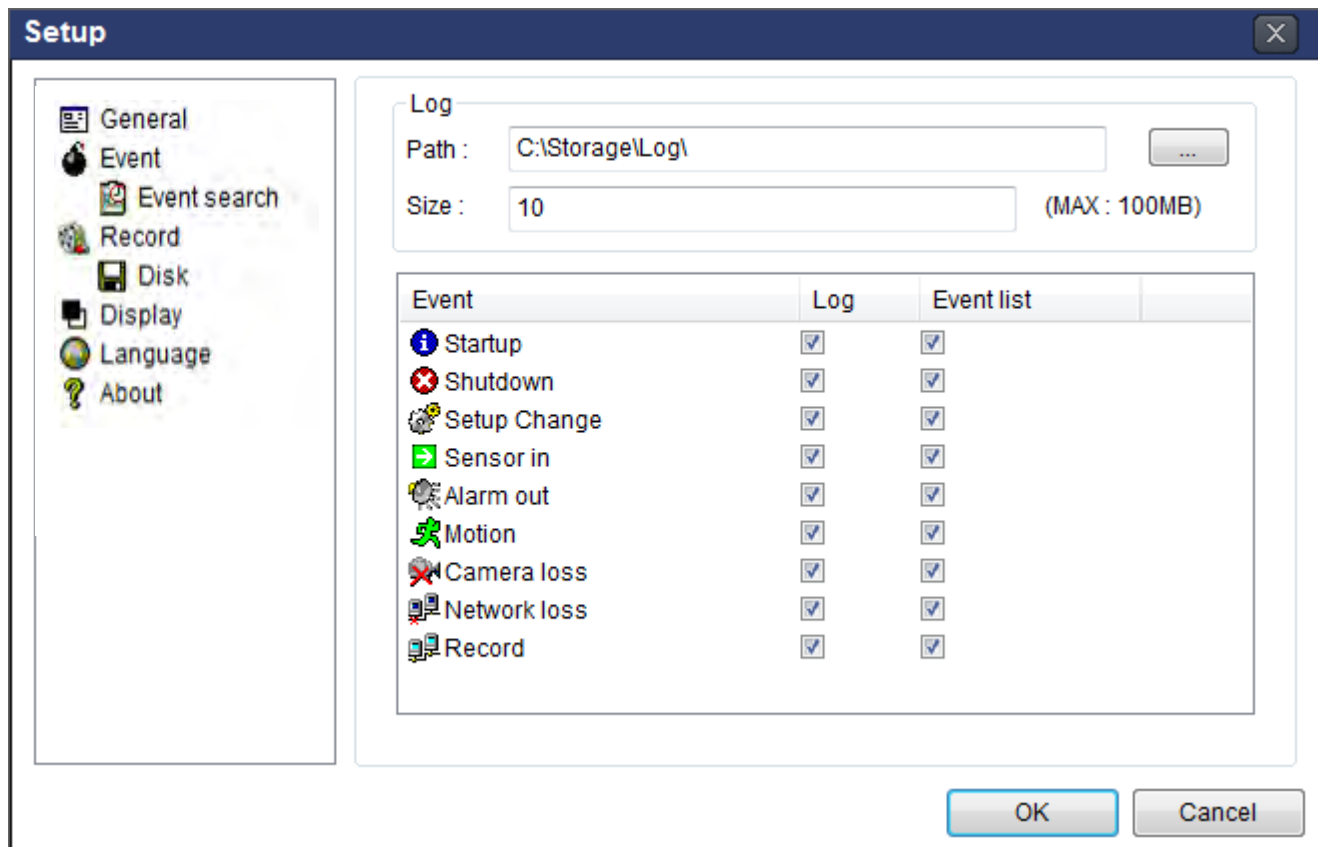 Setup
General
Event
Event search
Record
Disk
Display
Language
About
Log
Path : C:\Storage\Log\ ...
Size : 10 (MAX : 100MB)
Event Log Event list
Startup
Shutdown
Setup Change
Sensor in
Alarm out
Motion
Camera loss
Network loss
Record
OK Cancel